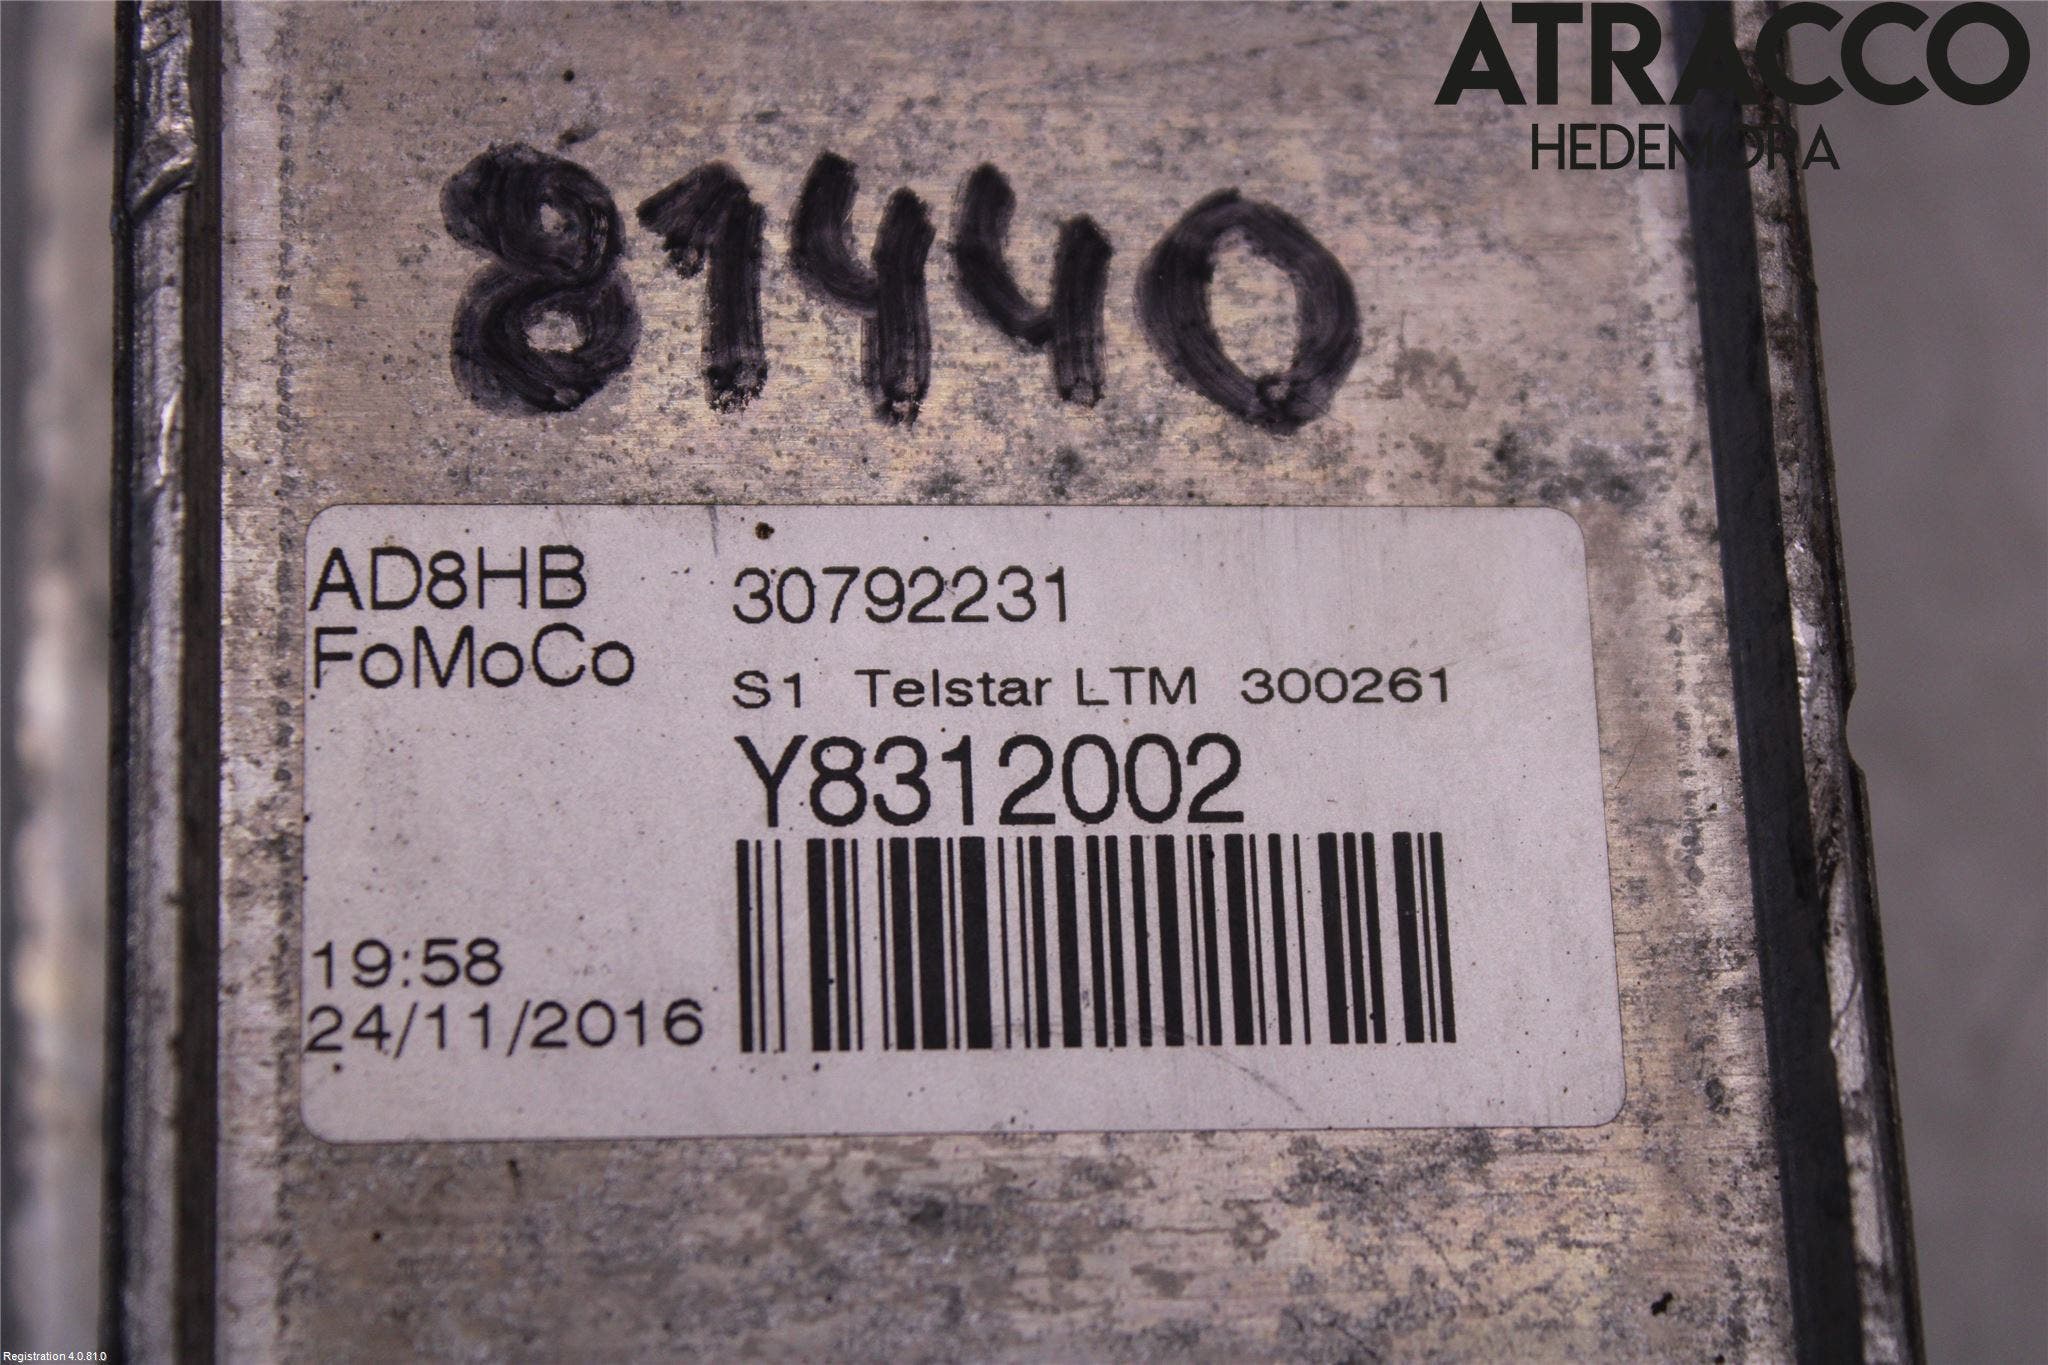 ATRACCO
HEDEMORA
81440
AD8HB 30792231
FoMoCo
S1 Telstar LTM 300261
Y8312002
19:58
24/11/2016
Registration 4.0.81.0